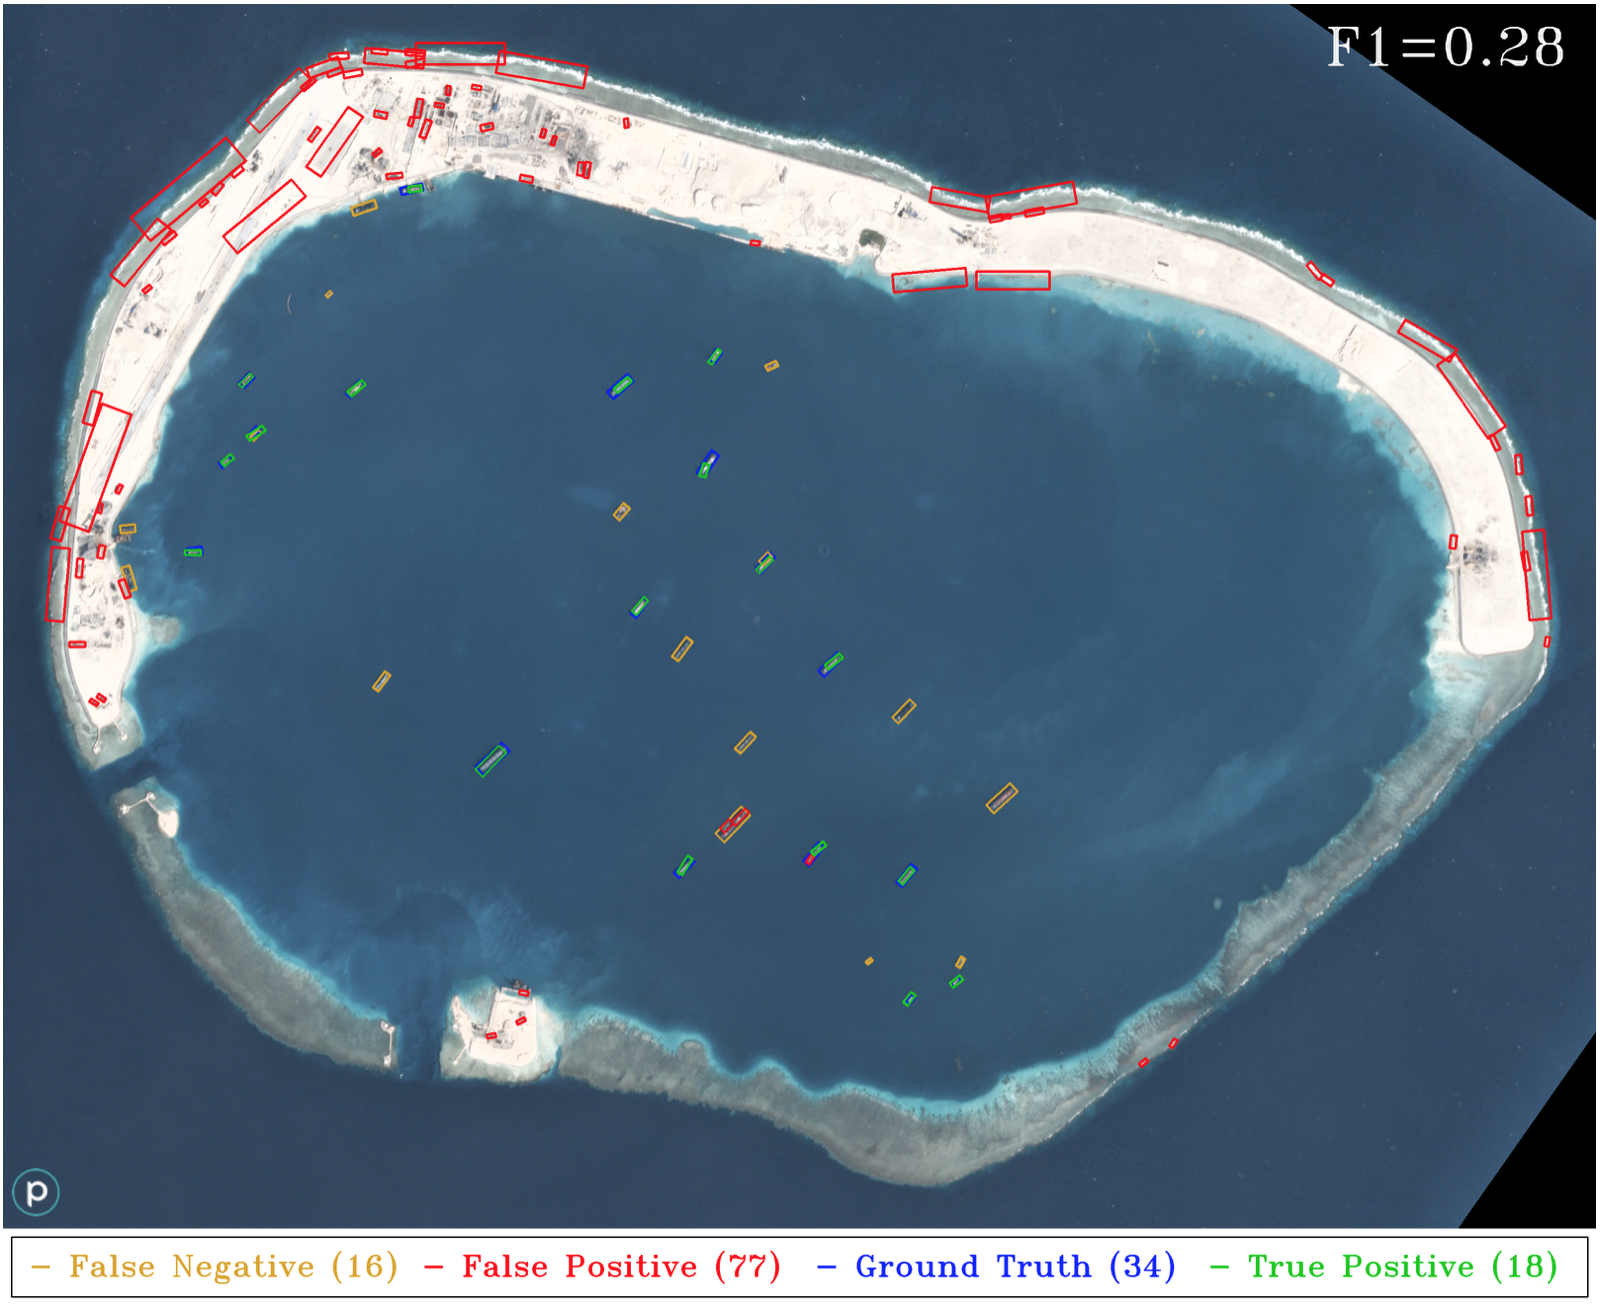 F1=0.28
p
– False Negative (16) – False Positive (77) – Ground Truth (34) – True Positive (18)